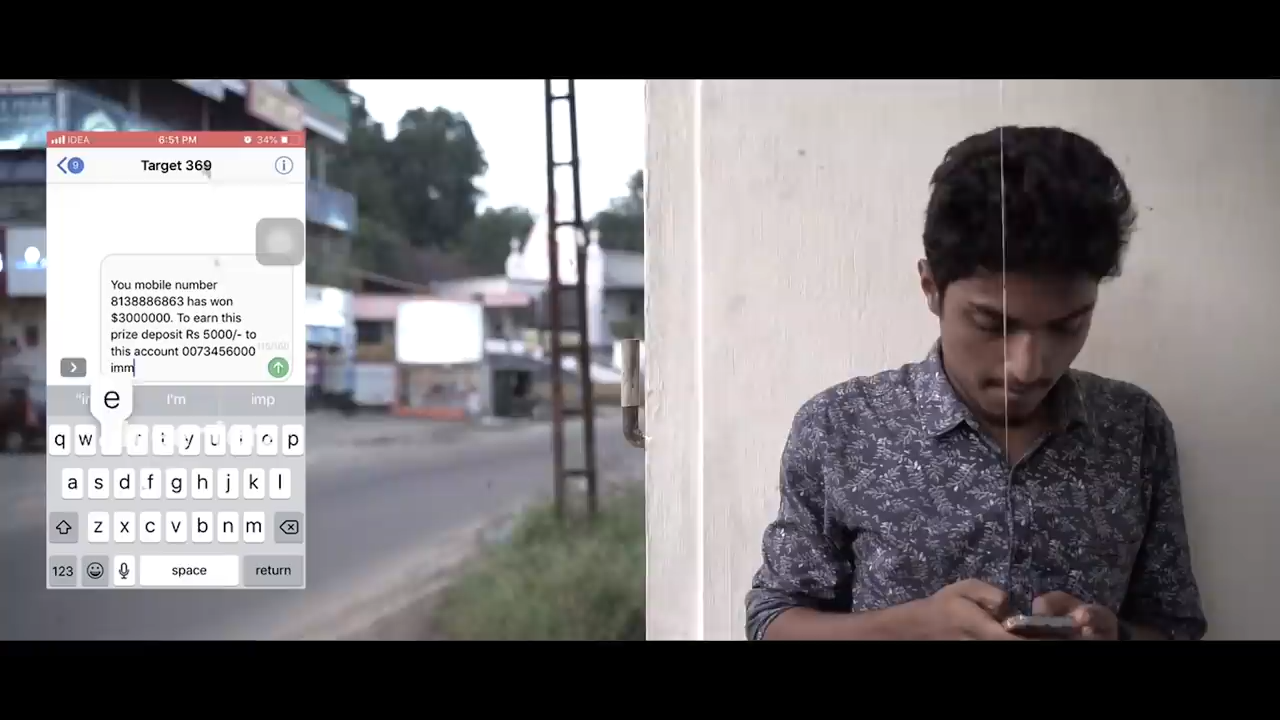 IDEA
6:51 PM
34%
9
Target 369
You mobile number
8138886863 has won
$3000000. To earn this
prize deposit Rs 5000/- to
this account 0073456000
imm
I'm
imp
e
q w y u p
a s d f g h j k l
z x c v b n m
123
space
return